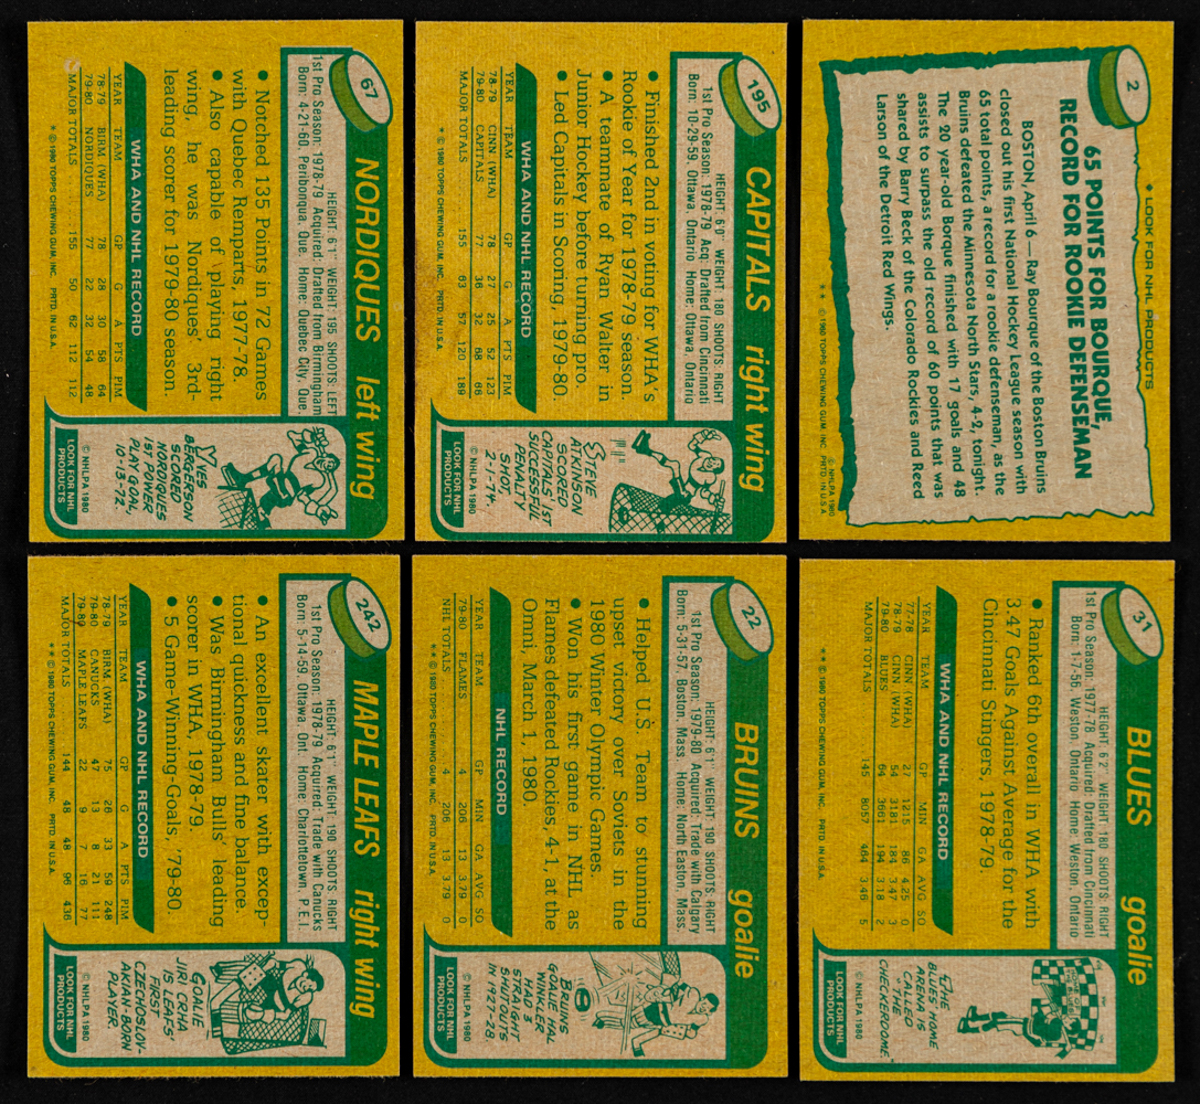 67
NORDIQUES left wing
HEIGHT: 6'1" WEIGHT: 195 SHOOTS: LEFT
1st Pro Season: 1978-79 Acquired: Drafted from Birmingham
Born: 4-21-60, Peribonqua, Que. Home: Quebec City, Que.
• Notched 135 Points in 72 Games
with Quebec Remparts, 1977-78.
• Also capable of playing right
wing, he was Nordiques' 3rd-
leading scorer for 1979-80 season.
WHA AND NHL RECORD
YEAR TEAM GP G A PTS PIM
78-79 BIRM (WHA) 78 28 30 58 64
79-80 NORDIQUES 77 22 32 54 48
MAJOR TOTALS 155 50 62 112 112
* © 1980 TOPPS CHEWING GUM, INC. PRTD. IN U.S.A.
YVES
BERGERSON
SCORED
NORDIQUES
1ST POWER
PLAY GOAL,
10-13-72.
© NHLPA 1980
LOOK FOR NHL
PRODUCTS
195
CAPITALS right wing
HEIGHT: 6'0" WEIGHT: 180 SHOOTS: RIGHT
1st Pro Season: 1978-79 Acq.: Drafted from Cincinnati
Born: 10-29-59, Ottawa, Ontario Home: Ottawa, Ontario
• Finished 2nd in voting for WHA's
Rookie of Year for 1978-79 season.
• A teammate of Ryan Walter in
Junior Hockey before turning pro.
• Led Capitals in Scoring, 1979-80.
WHA AND NHL RECORD
YEAR TEAM GP G A PTS PIM
78-79 CINN (WHA) 78 27 25 52 123
79-80 CAPITALS 77 36 32 68 66
MAJOR TOTALS 155 63 57 120 189
* © 1980 TOPPS CHEWING GUM, INC. PRTD. IN U.S.A.
STEVE
ATKINSON
SCORED
CAPITALS' 1ST
SUCCESSFUL
PENALTY
SHOT,
2-1-74.
© NHLPA 1980
LOOK FOR NHL
PRODUCTS
2
• LOOK FOR NHL PRODUCTS
65 POINTS FOR BOURQUE,
RECORD FOR ROOKIE DEFENSEMAN
BOSTON, April 6 — Ray Bourque of the Boston Bruins
closed out his first National Hockey League season with
65 total points, a record for a rookie defenseman, as the
Bruins defeated the Minnesota North Stars, 4-2, tonight.
The 20 year-old Borque finished with 17 goals and 48
assists to surpass the old record of 60 points that was
shared by Barry Beck of the Colorado Rockies and Reed
Larson of the Detroit Red Wings.
© NHLPA 1980
* * © 1980 TOPPS CHEWING GUM, INC. PRTD. IN U.S.A.
242
MAPLE LEAFS right wing
HEIGHT: 6'1" WEIGHT: 190 SHOOTS: RIGHT
1st Pro Season: 1978-79 Acquired: Trade with Canucks
Born: 5-14-59, Ottawa, Ont. Home: Charlottetown, P.E.I.
• An excellent skater with excep-
tional quickness and fine balance.
• Was Birmingham Bulls' leading
scorer in WHA, 1978-79.
• 5 Game-Winning-Goals, '79-80.
WHA AND NHL RECORD
YEAR TEAM GP G A PTS PIM
78-79 BIRM. (WHA) 75 26 33 59 248
79-80 CANUCKS 47 13 8 21 111
79-80 MAPLE LEAFS 22 9 7 16 77
MAJOR TOTALS 144 48 48 96 436
* * © 1980 TOPPS CHEWING GUM, INC. PRTD. IN U.S.A.
GOALIE
JIRI CRHA
IS LEAFS'
FIRST
CZECHOSLOV-
AKIAN BORN
PLAYER.
© NHLPA 1980
LOOK FOR NHL
PRODUCTS
22
BRUINS goalie
HEIGHT: 6'1" WEIGHT: 190 SHOOTS: RIGHT
1st Pro Season: 1979-80 Acquired: Trade with Calgary
Born: 5-31-57, Boston, Mass. Home: North Easton, Mass.
• Helped U.S. Team to stunning
upset victory over Soviets in the
1980 Winter Olympic Games.
• Won his first game in NHL as
Flames defeated Rockies, 4-1, at the
Omni, March 1, 1980.
NHL RECORD
YEAR TEAM GP MIN GA AVG SO
79-80 FLAMES 4 206 13 3.79 0
NHL TOTALS 4 206 13 3.79 0
* * © 1980 TOPPS CHEWING GUM, INC. PRTD. IN U.S.A.
BRUINS
GOALIE HAL
WINKLER
HAD 3
STRAIGHT
SHUTOUTS
IN 1927-28.
© NHLPA 1980
LOOK FOR NHL
PRODUCTS
31
BLUES goalie
HEIGHT: 6'2" WEIGHT: 180 SHOOTS: RIGHT
1st Pro Season: 1977-78 Acquired: Drafted from Cincinnati
Born: 1-7-56, Weston, Ontario Home: Weston, Ontario
• Ranked 6th overall in WHA with
3.47 Goals Against Average for the
Cincinnati Stingers, 1978-79.
WHA AND NHL RECORD
YEAR TEAM GP MIN GA AVG SO
77-78 CINN (WHA) 27 1215 86 4.25 0
78-79 CINN (WHA) 54 3181 184 3.47 3
79-80 BLUES 64 3661 194 3.18 2
MAJOR TOTALS 145 8057 464 3.46 5
* * © 1980 TOPPS CHEWING GUM, INC. PRTD. IN U.S.A.
THE
BLUES' HOME
ARENA IS
CALLED
"THE
CHECKERDOME."
© NHLPA 1980
LOOK FOR NHL
PRODUCTS